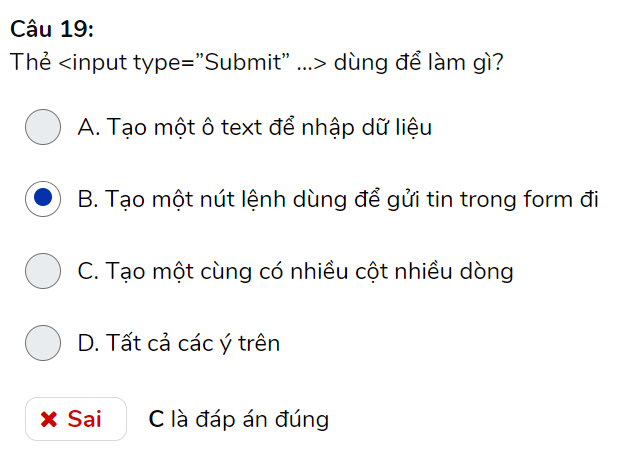 Câu 19:
Thẻ <input type=”Submit” ...> dùng để làm gì?
A. Tạo một ô text để nhập dữ liệu
B. Tạo một nút lệnh dùng để gửi tin trong form đi
C. Tạo một cùng có nhiều cột nhiều dòng
D. Tất cả các ý trên
✖ Sai C là đáp án đúng